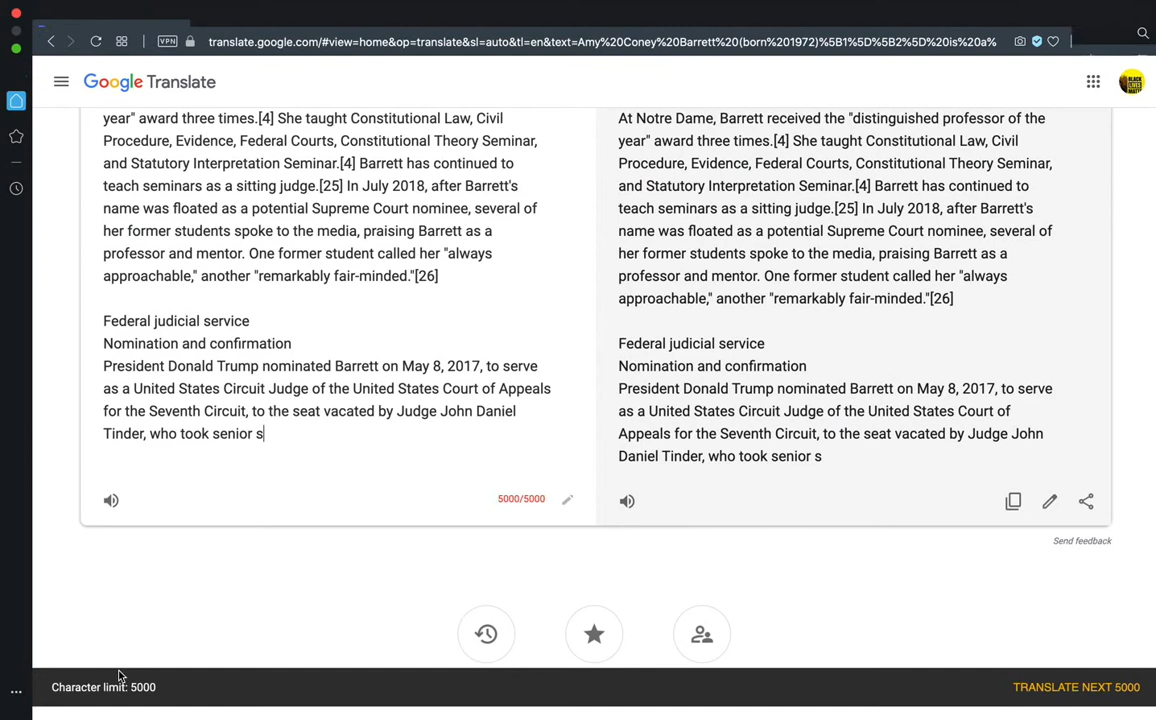 VPN
translate.google.com/#view=home&op=translate&sl=auto&tl=en&text=Amy%20Coney%20Barrett%20(born%201972)%5B1%5D%5B2%5D%20is%20a%
Google Translate
BLACK
LIVES
MATTER
year" award three times.[4] She taught Constitutional Law, Civil
Procedure, Evidence, Federal Courts, Constitutional Theory Seminar,
and Statutory Interpretation Seminar.[4] Barrett has continued to
teach seminars as a sitting judge.[25] In July 2018, after Barrett's
name was floated as a potential Supreme Court nominee, several of
her former students spoke to the media, praising Barrett as a
professor and mentor. One former student called her "always
approachable," another "remarkably fair-minded."[26]
Federal judicial service
Nomination and confirmation
President Donald Trump nominated Barrett on May 8, 2017, to serve
as a United States Circuit Judge of the United States Court of Appeals
for the Seventh Circuit, to the seat vacated by Judge John Daniel
Tinder, who took senior s
5000/5000
At Notre Dame, Barrett received the "distinguished professor of the
year" award three times.[4] She taught Constitutional Law, Civil
Procedure, Evidence, Federal Courts, Constitutional Theory Seminar,
and Statutory Interpretation Seminar.[4] Barrett has continued to
teach seminars as a sitting judge.[25] In July 2018, after Barrett's
name was floated as a potential Supreme Court nominee, several of
her former students spoke to the media, praising Barrett as a
professor and mentor. One former student called her "always
approachable," another "remarkably fair-minded."[26]
Federal judicial service
Nomination and confirmation
President Donald Trump nominated Barrett on May 8, 2017, to serve
as a United States Circuit Judge of the United States Court of
Appeals for the Seventh Circuit, to the seat vacated by Judge John
Daniel Tinder, who took senior s
Send feedback
Character limit: 5000
TRANSLATE NEXT 5000